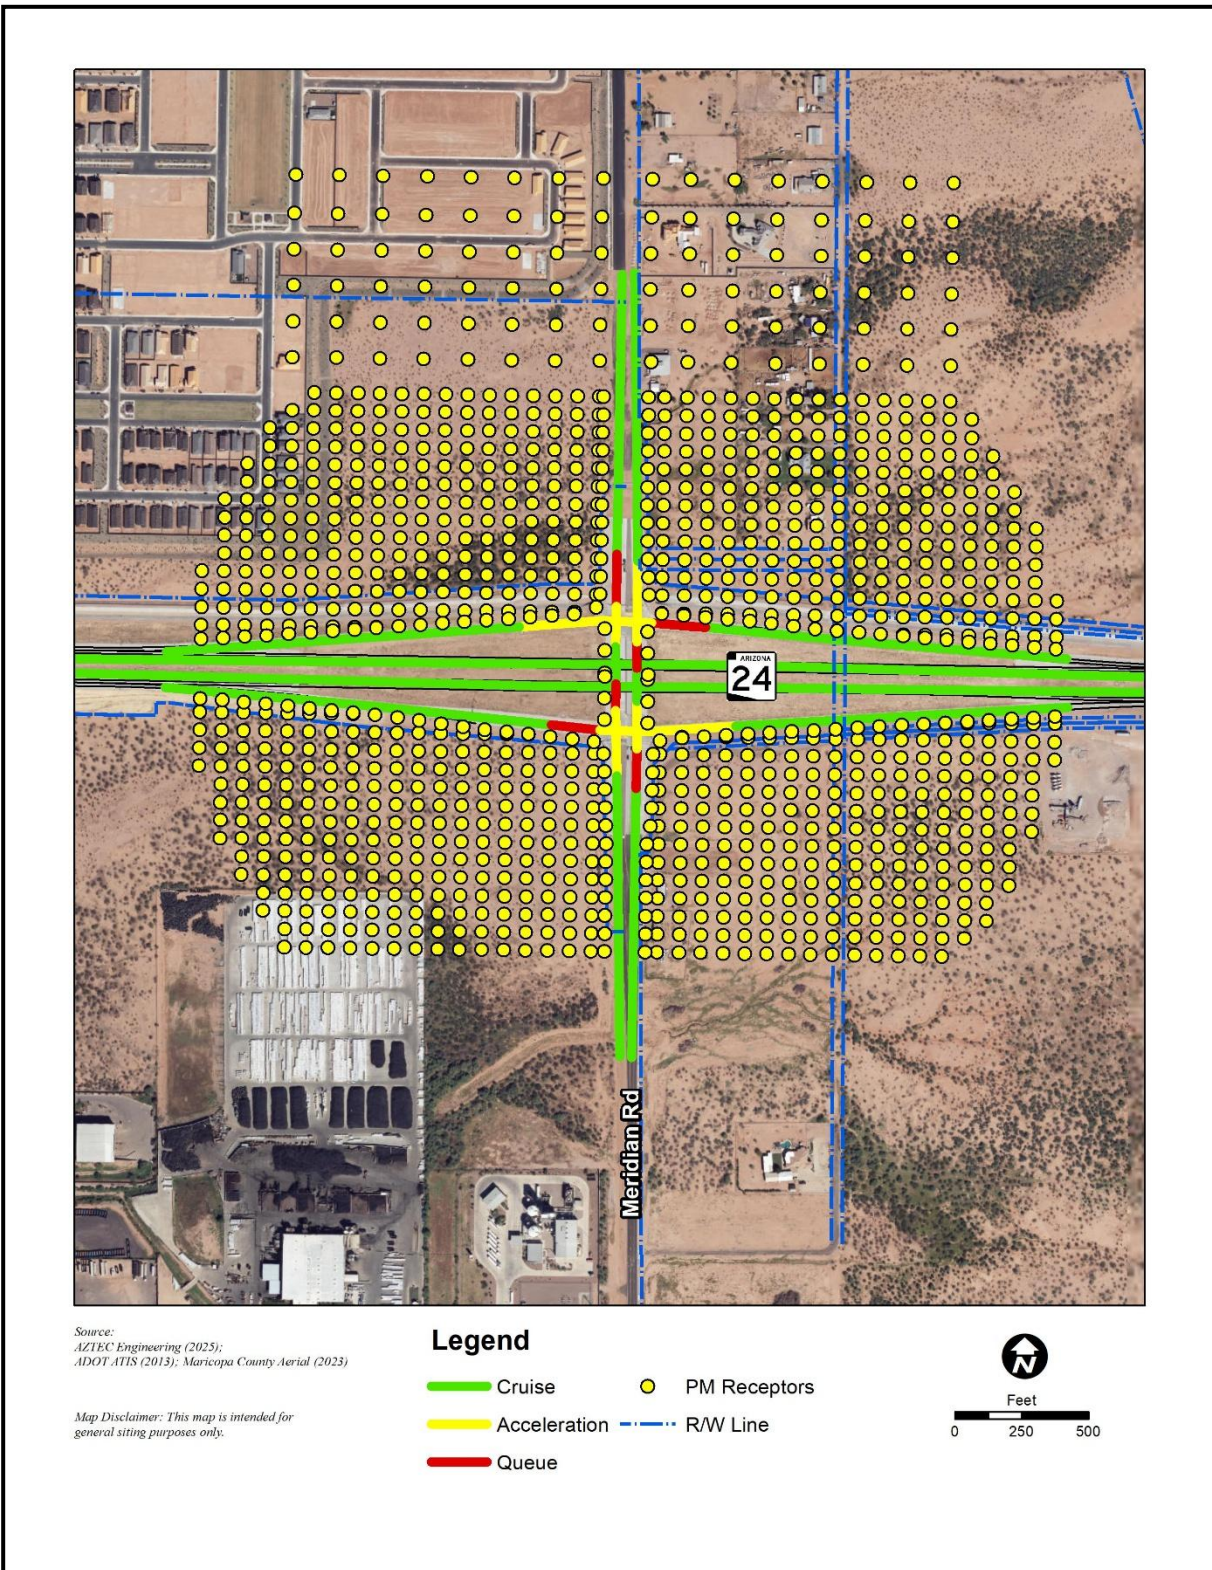 ARIZONA
24
Meridian Rd
Source:
AZTEC Engineering (2025);
ADOT ATIS (2013); Maricopa County Aerial (2023)
Map Disclaimer: This map is intended for
general siting purposes only.
Legend
Cruise
PM Receptors
Acceleration
R/W Line
Queue
N
Feet
0 250 500